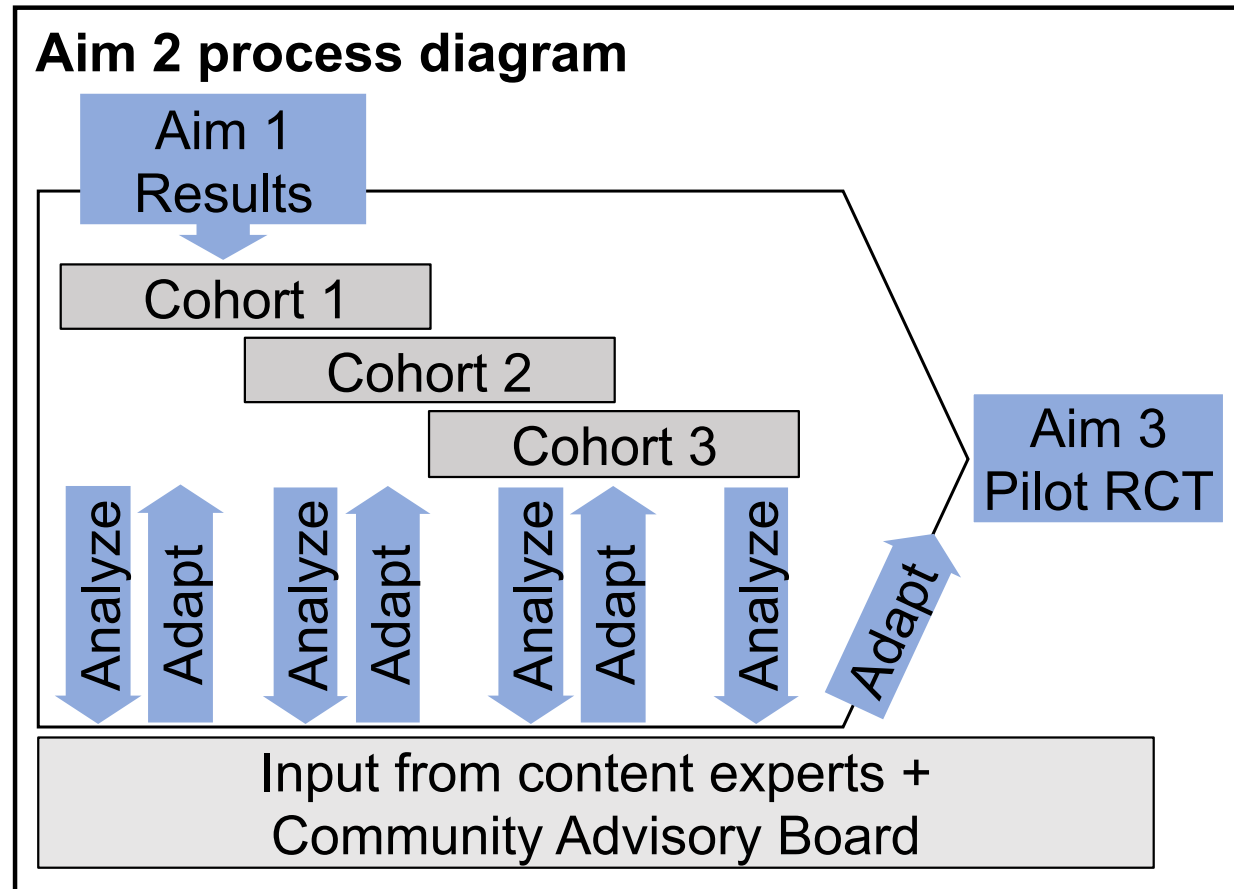 Aim 2 process diagram
Aim 1
Results
Cohort 1
Cohort 2
Cohort 3
Aim 3
Pilot RCT
Analyze
Adapt
Analyze
Adapt
Analyze
Adapt
Analyze
Adapt
Input from content experts +
Community Advisory Board